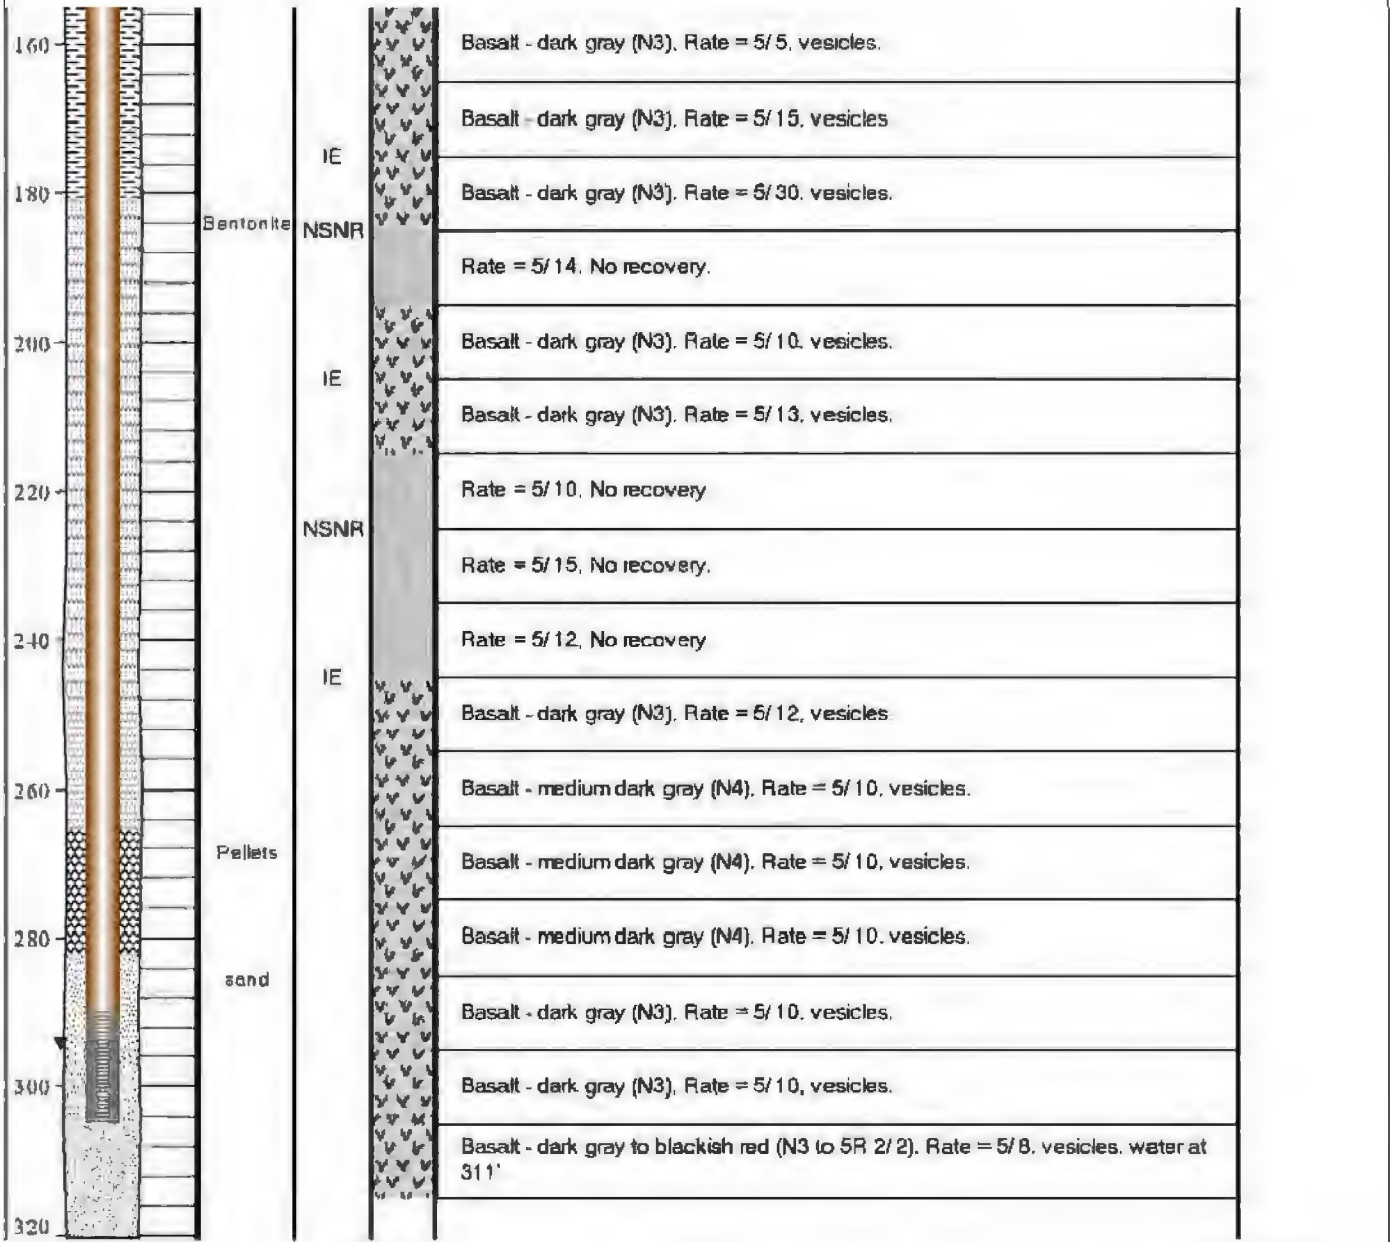 160
Basalt - dark gray (N3), Rate = 5/5, vesicles.
Basalt - dark gray (N3), Rate = 5/15, vesicles
IE
180
Basalt - dark gray (N3), Rate = 5/30, vesicles.
Bentonite
NSNR
Rate = 5/14, No recovery.
200
Basalt - dark gray (N3), Rate = 5/10, vesicles.
IE
Basalt - dark gray (N3), Rate = 5/13, vesicles.
220
Rate = 5/10, No recovery
NSNR
Rate = 5/15, No recovery.
240
Rate = 5/12, No recovery
IE
Basalt - dark gray (N3), Rate = 5/12, vesicles
260
Basalt - medium dark gray (N4), Rate = 5/10, vesicles.
Pellets
Basalt - medium dark gray (N4), Rate = 5/10, vesicles.
280
Basalt - medium dark gray (N4), Rate = 5/10, vesicles.
sand
Basalt - dark gray (N3), Rate = 5/10, vesicles.
300
Basalt - dark gray (N3), Rate = 5/10, vesicles.
Basalt - dark gray to blackish red (N3 to 5R 2/2), Rate = 5/8, vesicles, water at
311'
320